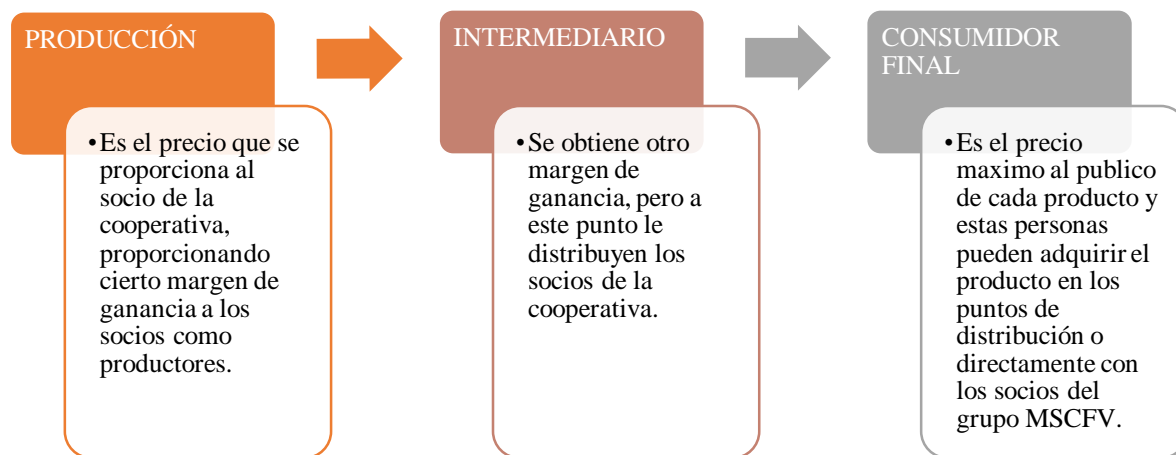 PRODUCCIÓN
•Es el precio que se
proporciona al
socio de la
cooperativa,
proporcionando
cierto margen de
ganancia a los
socios como
productores.
INTERMEDIARIO
•Se obtiene otro
margen de
ganancia, pero a
este punto le
distribuyen los
socios de la
cooperativa.
CONSUMIDOR
FINAL
•Es el precio
maximo al publico
de cada producto y
estas personas
pueden adquirir el
producto en los
puntos de
distribución o
directamente con
los socios del
grupo MSCFV.